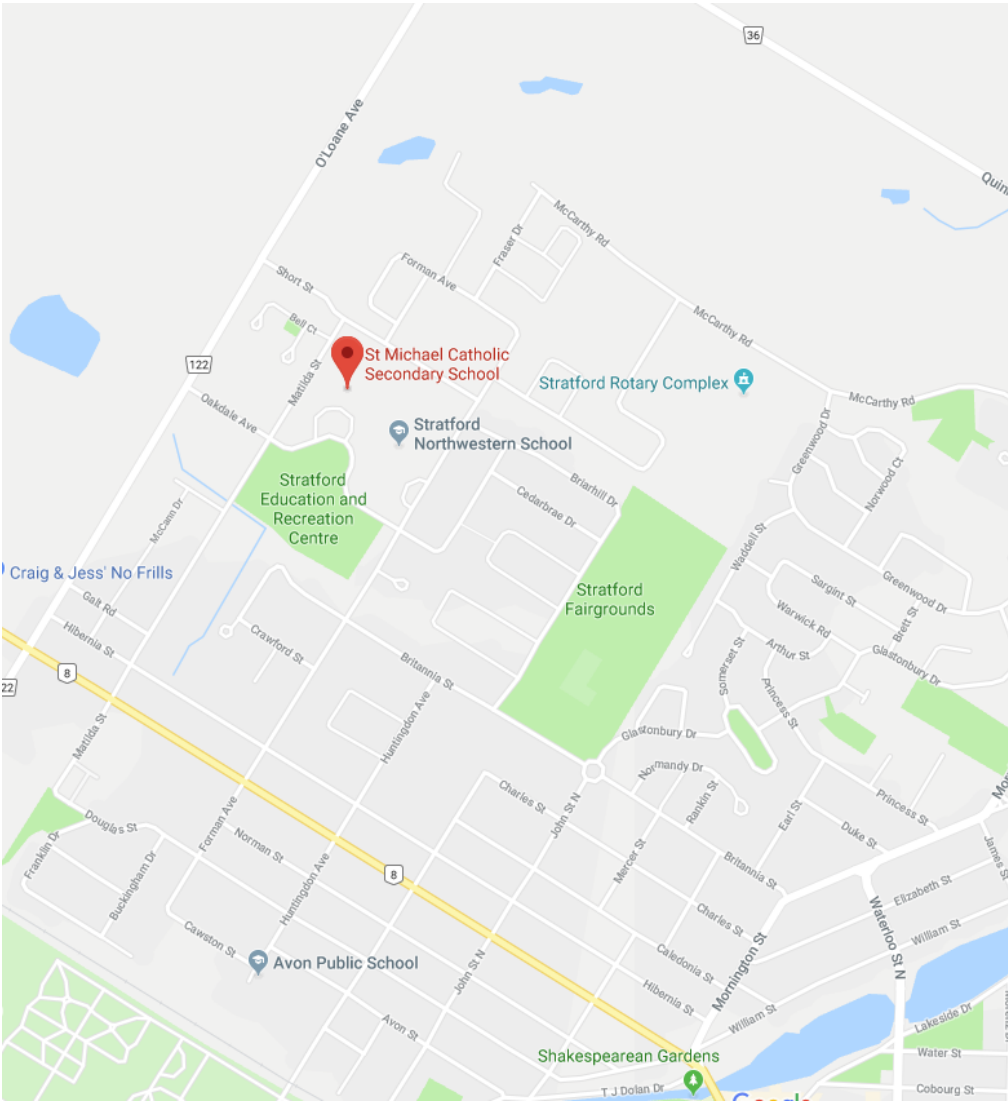 36
O'Loane Ave
McCarthy Rd
Fraser Dr
Short St
Forman Ave
Bell Ct
McCarthy Rd
122
Matilda St
St Michael Catholic
Secondary School
Stratford Rotary Complex
McCarthy Rd
Oakdale Ave
Stratford
Northwestern School
Greenwood Dr
Norwood Ct
Stratford
Education and
Recreation
Centre
Briarhill Dr
Cedarbrae Dr
McCann Dr
Waddell St
Craig & Jess' No Frills
Stratford
Fairgrounds
Sargint St
Greenwood Dr
Galt Rd
Warwick Rd
Brett St
Hibernia St
Crawford St
Arthur St
Glastonbury Dr
Britannia St
Somerset St
8
22
Princess St
Huntingdon Ave
Matilda St
Glastonbury Dr
Normandy Dr
Charles St
Rankin St
Earl St
Princess St
John St N
Douglas St
Forman Ave
Norman St
Duke St
Franklin Dr
Mercer St
James St
8
Britannia St
Buckingham Dr
Huntingdon Ave
Elizabeth St
Charles St
Cawston St
Waterloo St N
William St
Avon Public School
John St N
Caledonia St
Mornington St
Hibernia St
Avon St
William St
Lakeside Dr
Shakespearean Gardens
Water St
T J Dolan Dr
Cobourg St